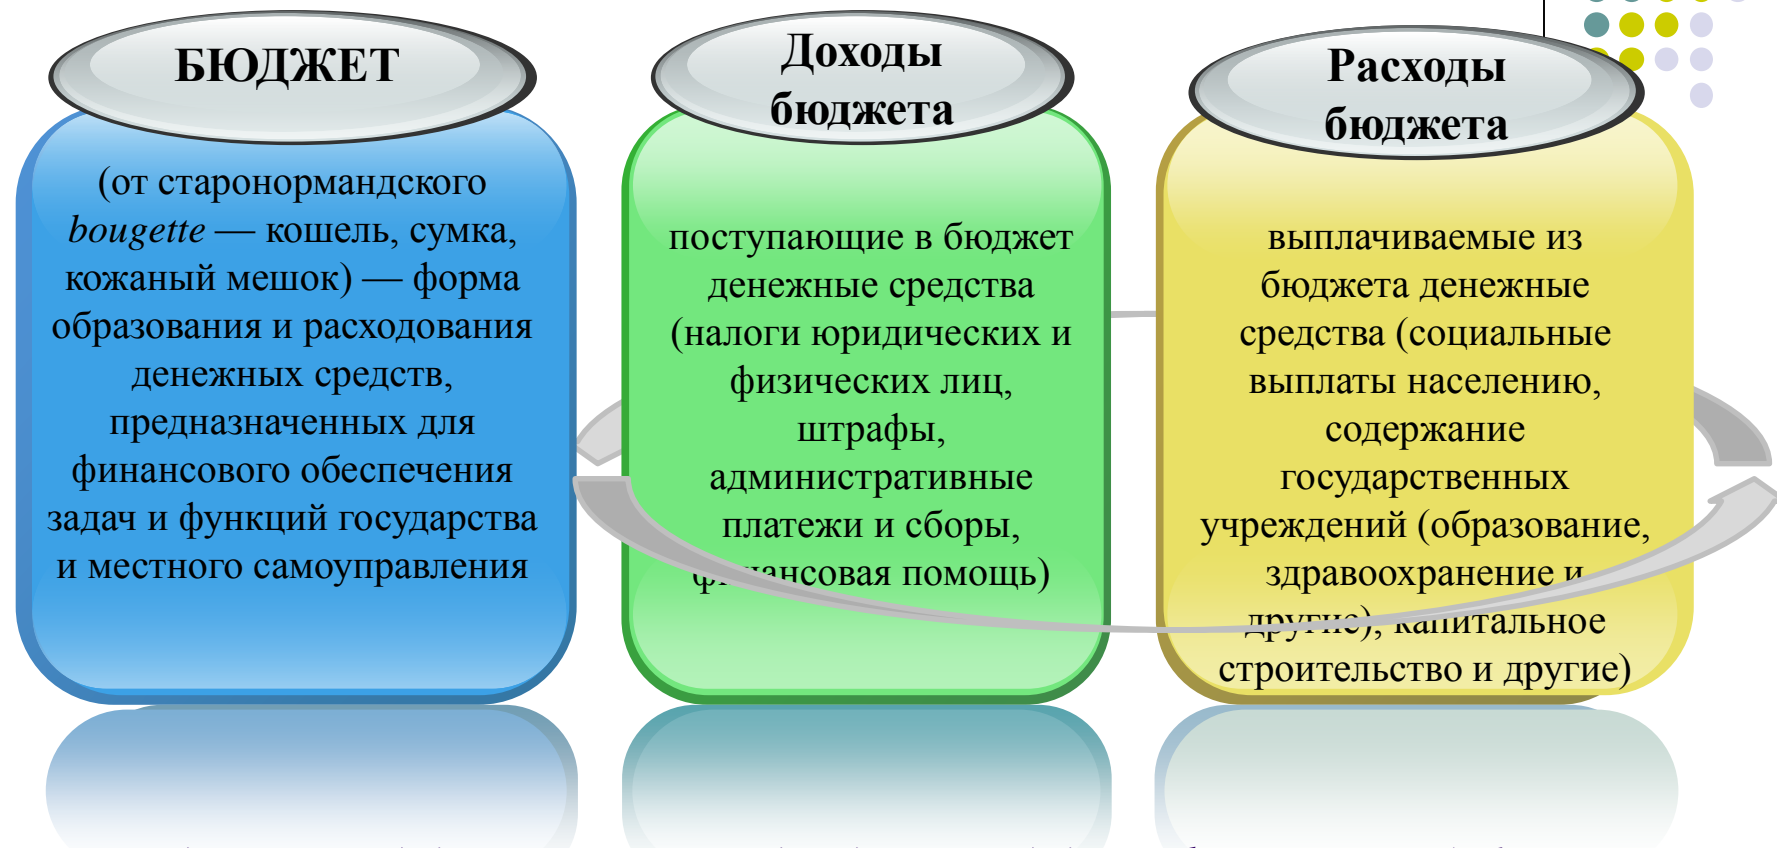 БЮДЖЕТ
(от старонормандского
bougette — кошель, сумка,
кожаный мешок) — форма
образования и расходования
денежных средств,
предназначенных для
финансового обеспечения
задач и функций государства
и местного самоуправления
Доходы
бюджета
поступающие в бюджет
денежные средства
(налоги юридических и
физических лиц,
штрафы,
административные
платежи и сборы,
финансовая помощь)
Расходы
бюджета
выплачиваемые из
бюджета денежные
средства (социальные
выплаты населению,
содержание
государственных
учреждений (образование,
здравоохранение и
другие), капитальное
строительство и другие)